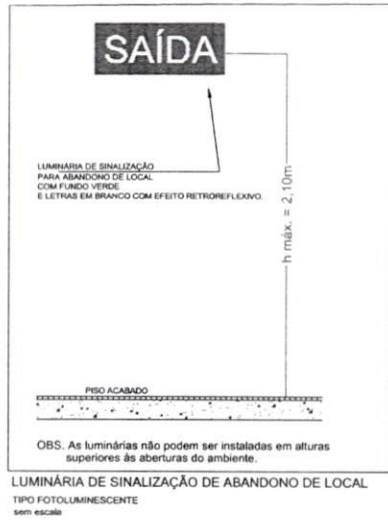 SAÍDA
LUMINÁRIA DE SINALIZAÇÃO
PARA ABANDONO DE LOCAL
COM FUNDO VERDE
E LETRAS EM BRANCO COM EFEITO RETROREFLEXIVO.
h máx. = 2,10m
PISO ACABADO
OBS. As luminárias não podem ser instaladas em alturas
superiores ás aberturas do ambiente.
LUMINÁRIA DE SINALIZAÇÃO DE ABANDONO DE LOCAL
TIPO FOTOLUMINESCENTE
sem escala